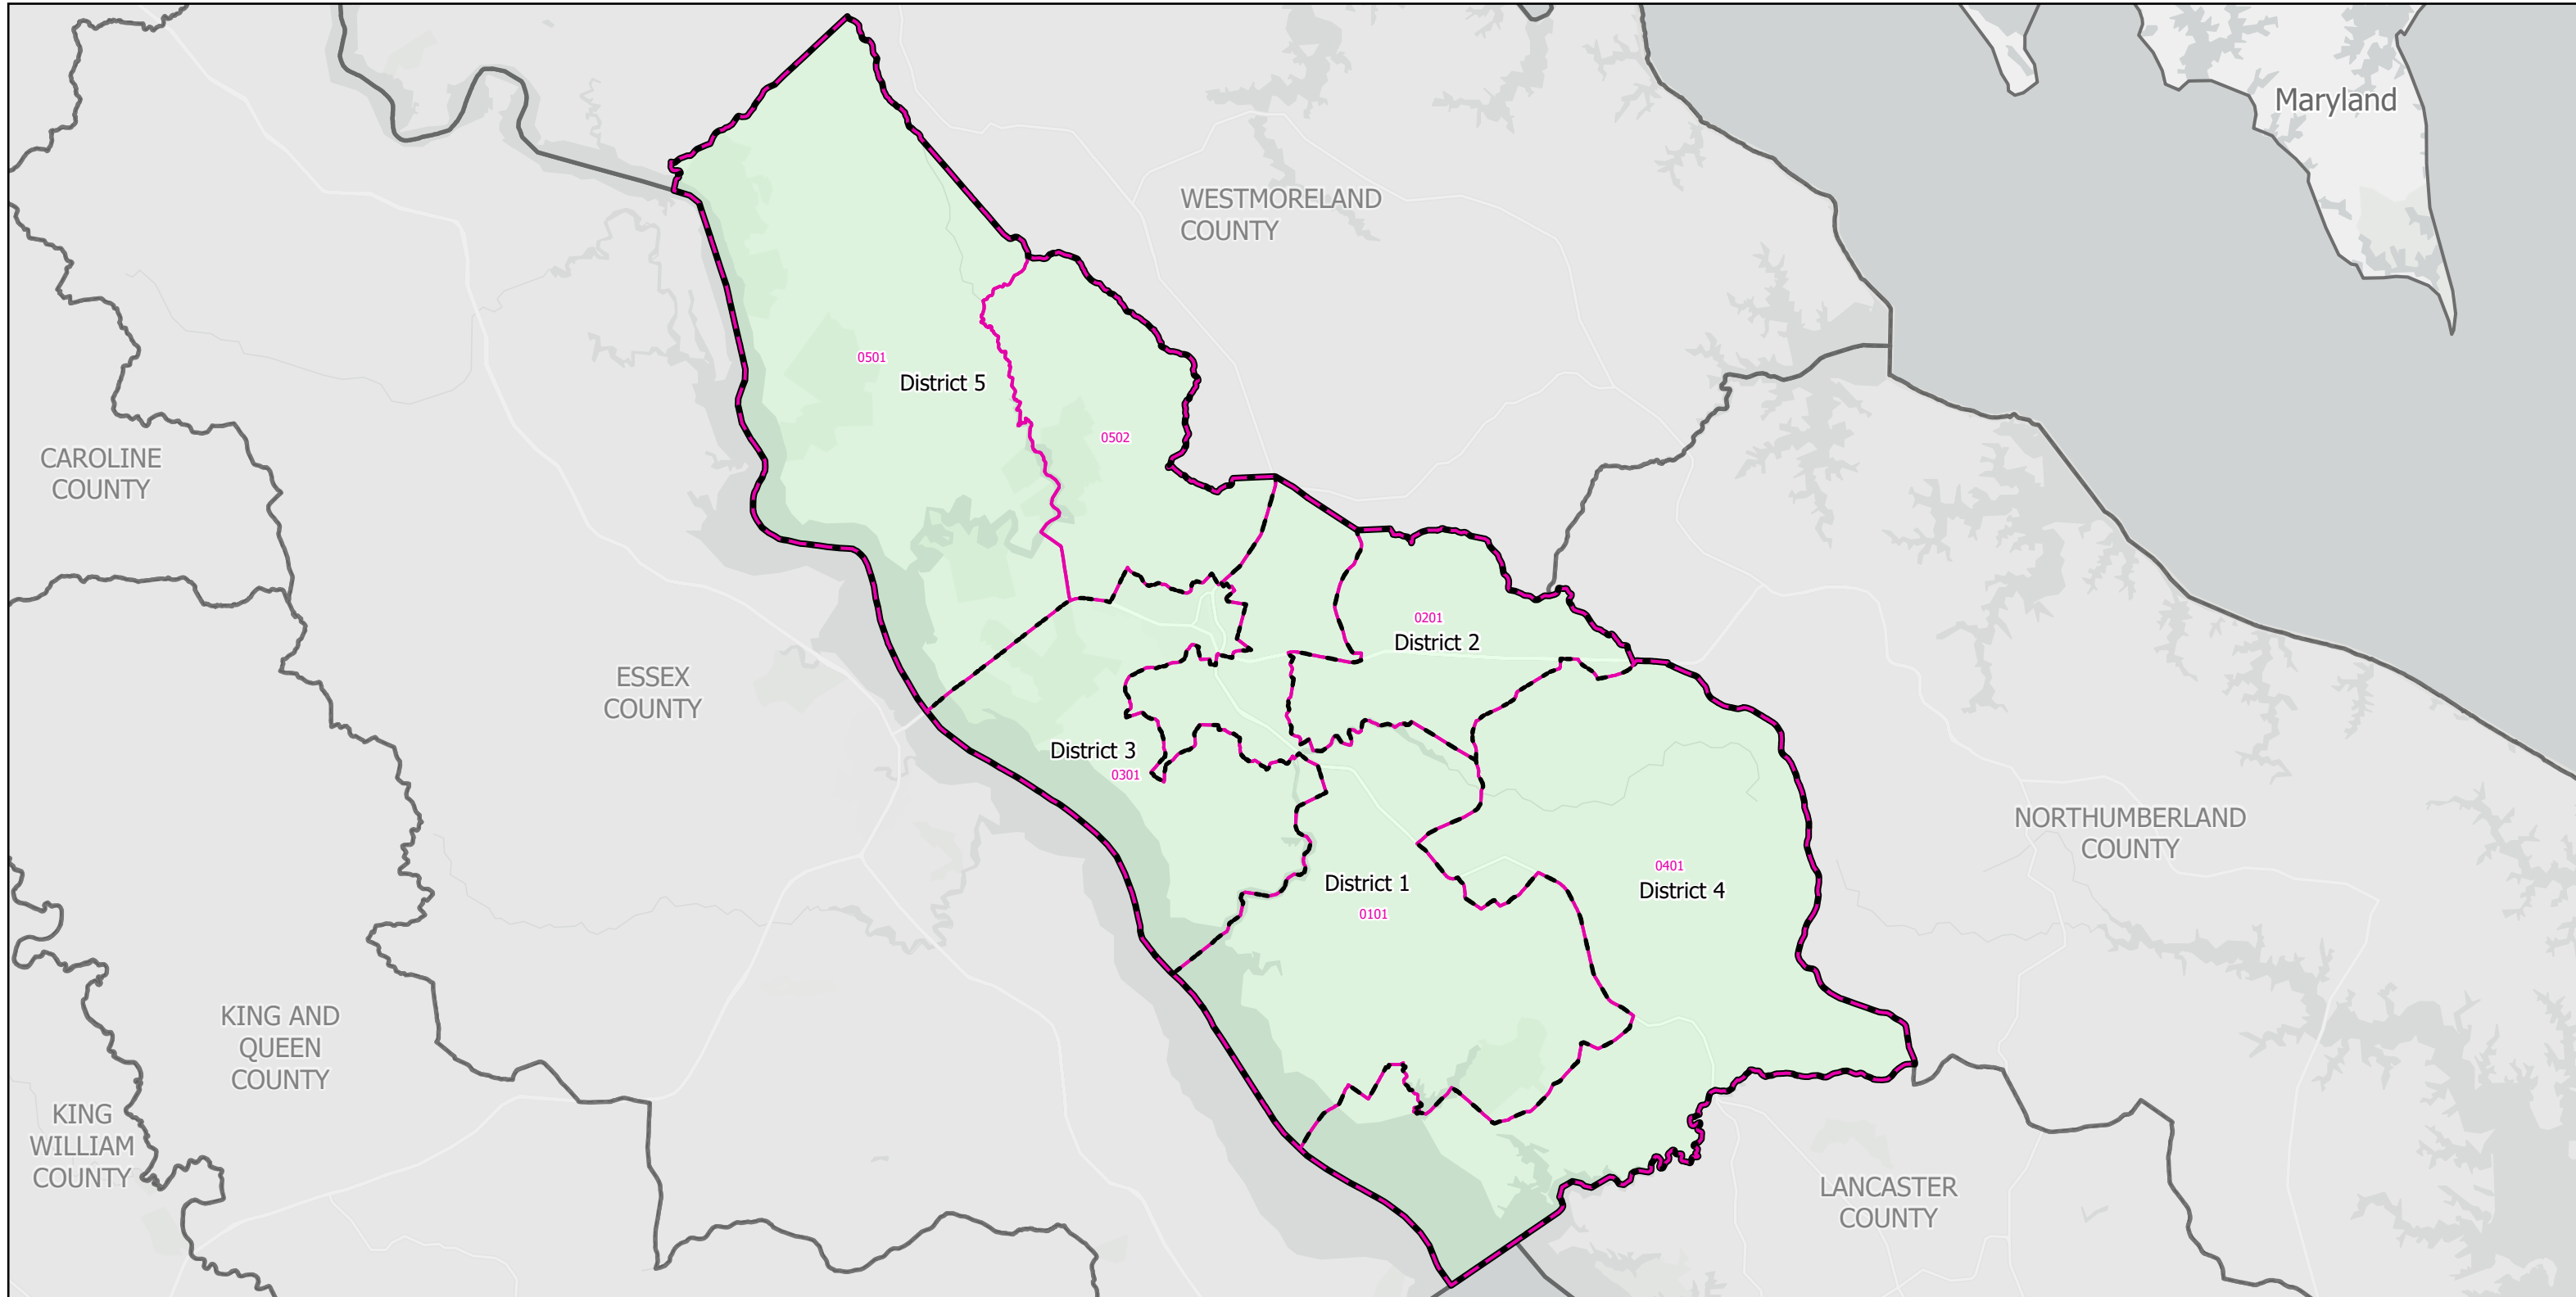 Maryland
WESTMORELAND
COUNTY
0501
District 5
0502
CAROLINE
COUNTY
0201
District 2
ESSEX
COUNTY
District 3
0301
NORTHUMBERLAND
COUNTY
0401
District 4
District 1
0101
KING AND
QUEEN
COUNTY
KING
WILLIAM
COUNTY
LANCASTER
COUNTY